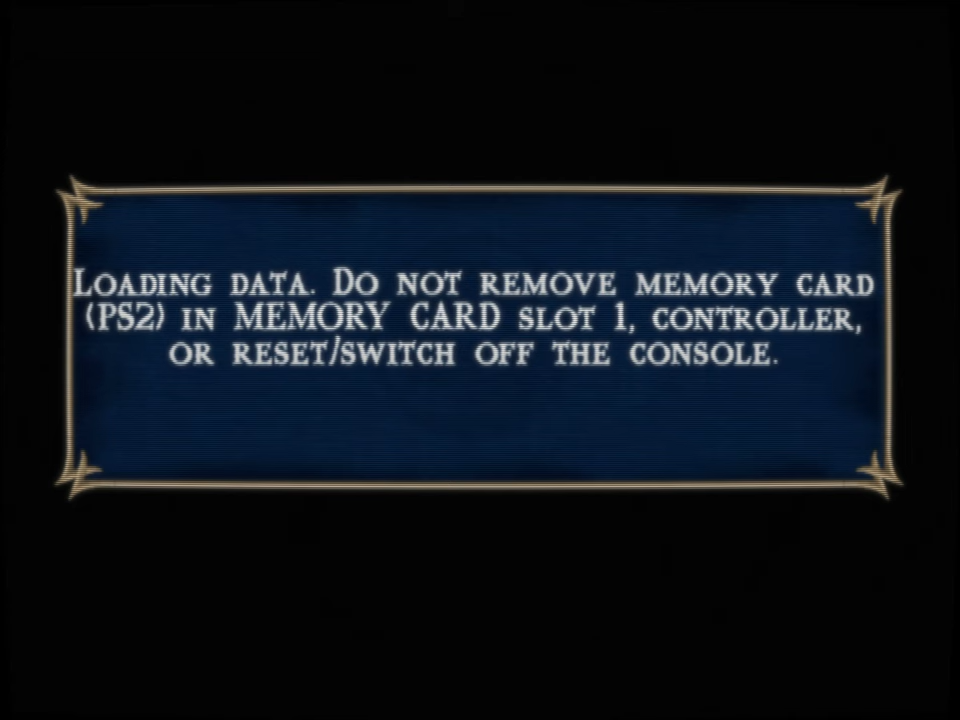 Loading data. Do not remove memory card
(PS2) in MEMORY CARD slot 1, controller,
or reset/switch off the console.